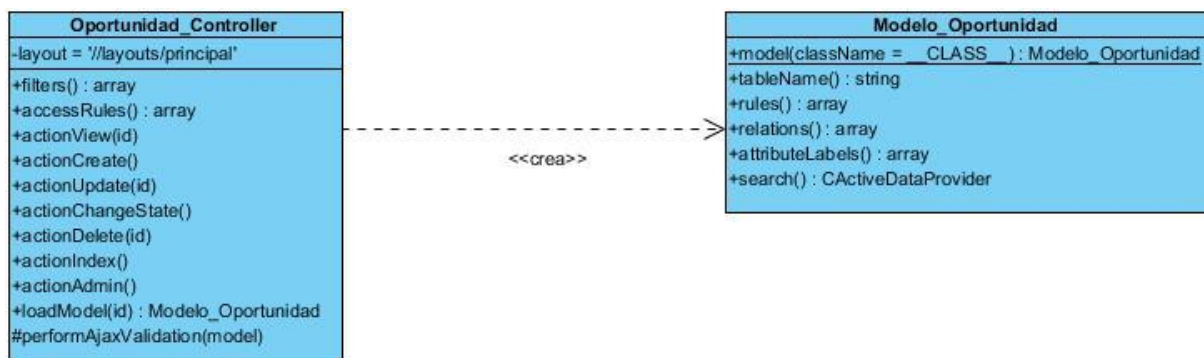 Oportunidad_Controller
-layout = '//layouts/principal'
+filters() : array
+accessRules() : array
+actionView(id)
+actionCreate()
+actionUpdate(id)
+actionChangeState()
+actionDelete(id)
+actionIndex()
+actionAdmin()
+loadModel(id) : Modelo_Oportunidad
#performAjaxValidation(model)
<<crea>>
Modelo_Oportunidad
+model(className = __CLASS__) : Modelo_Oportunidad
+tableName() : string
+rules() : array
+relations() : array
+attributeLabels() : array
+search() : CActiveDataProvider